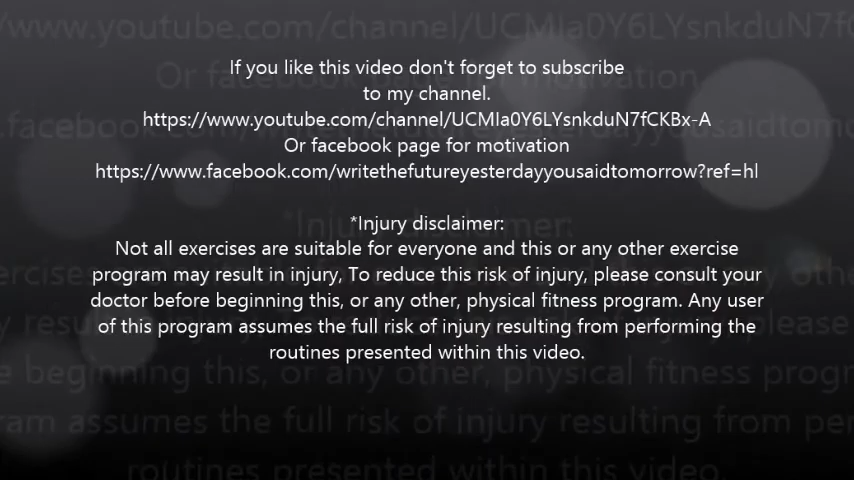 If you like this video don't forget to subscribe
to my channel.
https://www.youtube.com/channel/UCMIa0Y6LYsnkduN7fCKBx-A
Or facebook page for motivation
https://www.facebook.com/writethefutureyesterdayyousaidtomorrow?ref=hl
*Injury disclaimer:
Not all exercises are suitable for everyone and this or any other exercise
program may result in injury, To reduce this risk of injury, please consult your
doctor before beginning this, or any other, physical fitness program. Any user
of this program assumes the full risk of injury resulting from performing the
routines presented within this video.